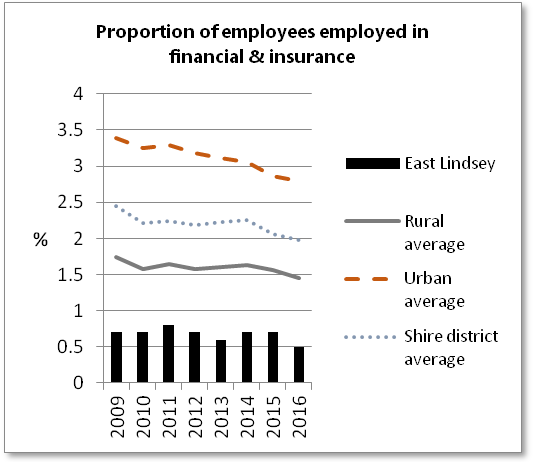 Proportion of employees employed in
financial & insurance
4
3.5
3
2.5
2
1.5
1
0.5
0
%
2009
2010
2011
2012
2013
2014
2015
2016
East Lindsey
Rural
average
Urban
average
Shire district
average